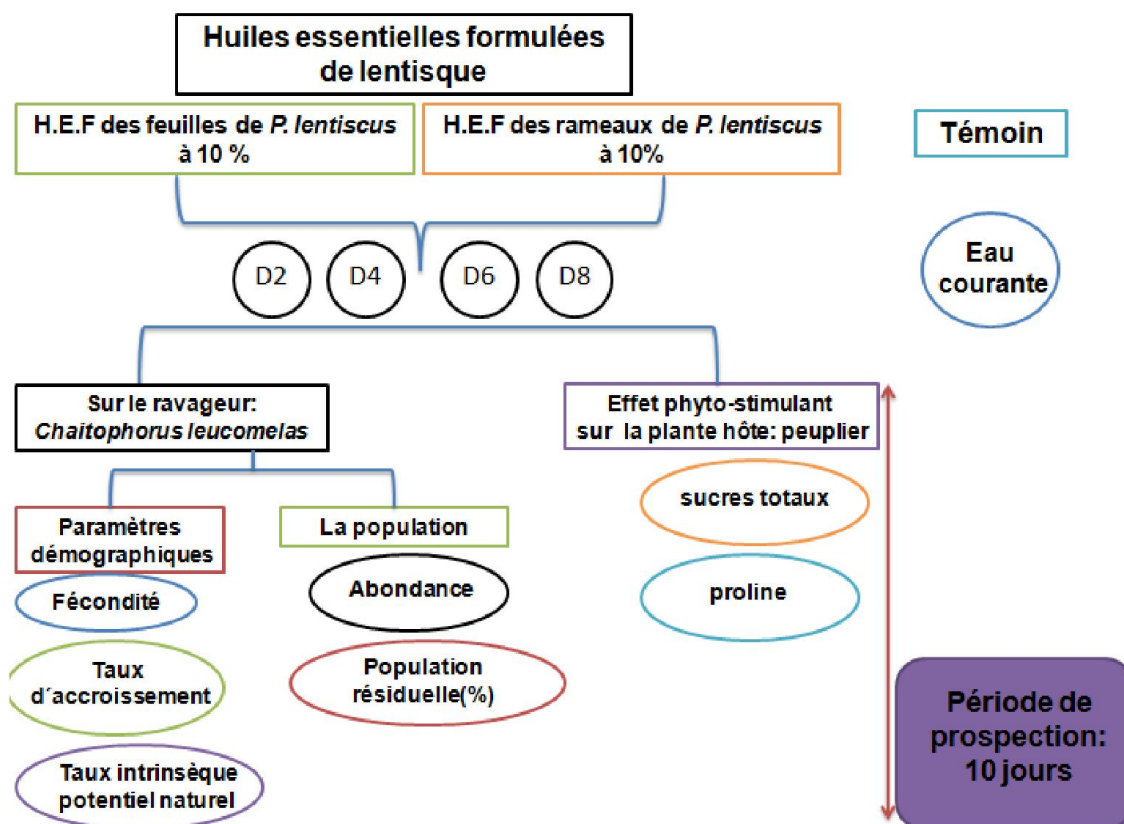 Huiles essentielles formulées
de lentisque
H.E.F des feuilles de P. lentiscus
à 10 %
H.E.F des rameaux de P. lentiscus
à 10%
Témoin
Eau
courante
D2
D4
D6
D8
Sur le ravageur:
Chaitophorus leucomelas
Effet phyto-stimulant
sur la plante hôte: peuplier
Paramètres
démographiques
La population
sucres totaux
Fécondité
Abondance
proline
Taux
d´accroissement
Population
résiduelle(%)
Taux intrinsèque
potentiel naturel
Période de
prospection:
10 jours